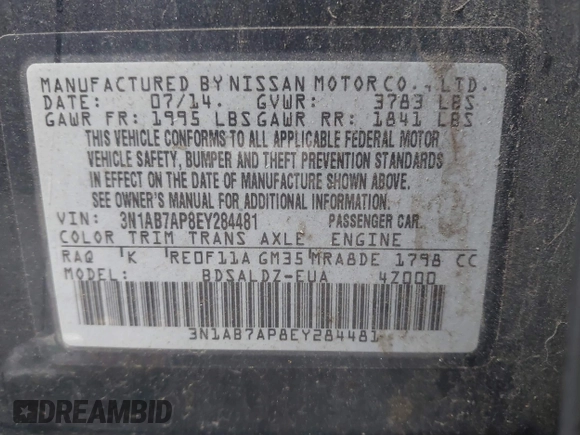 MANUFACTURED BY NISSAN MOTOR CO., LTD.
DATE: 07/14. GVWR: 3783 LBS
GAWR FR: 1995 LBS GAWR RR: 1841 LBS
THIS VEHICLE CONFORMS TO ALL APPLICABLE FEDERAL MOTOR
VEHICLE SAFETY, BUMPER AND THEFT PREVENTION STANDARDS
IN EFFECT ON THE DATE OF MANUFACTURE SHOWN ABOVE.
SEE OWNER'S MANUAL FOR ADDITIONAL INFORMATION.
VIN: 3N1AB7AP8EY284481 PASSENGER CAR
COLOR TRIM TRANS AXLE ENGINE
RAQ K RE0F11A GM35 MRA8DE 1798 CC
MODEL: BDSALDZ-EUA 4Z000
3N1AB7AP8EY284481
DREAMBID